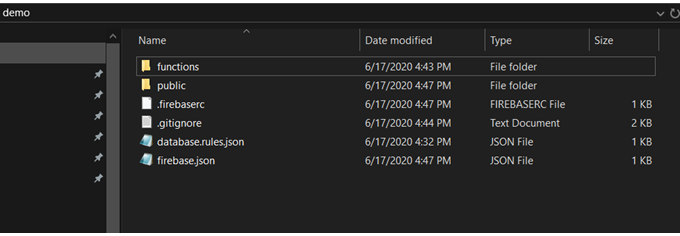 demo
Name Date modified Type Size
functions 6/17/2020 4:43 PM File folder
public 6/17/2020 4:47 PM File folder
.firebaserc 6/17/2020 4:47 PM FIREBASERC File 1 KB
.gitignore 6/17/2020 4:44 PM Text Document 2 KB
database.rules.json 6/17/2020 4:32 PM JSON File 1 KB
firebase.json 6/17/2020 4:47 PM JSON File 1 KB